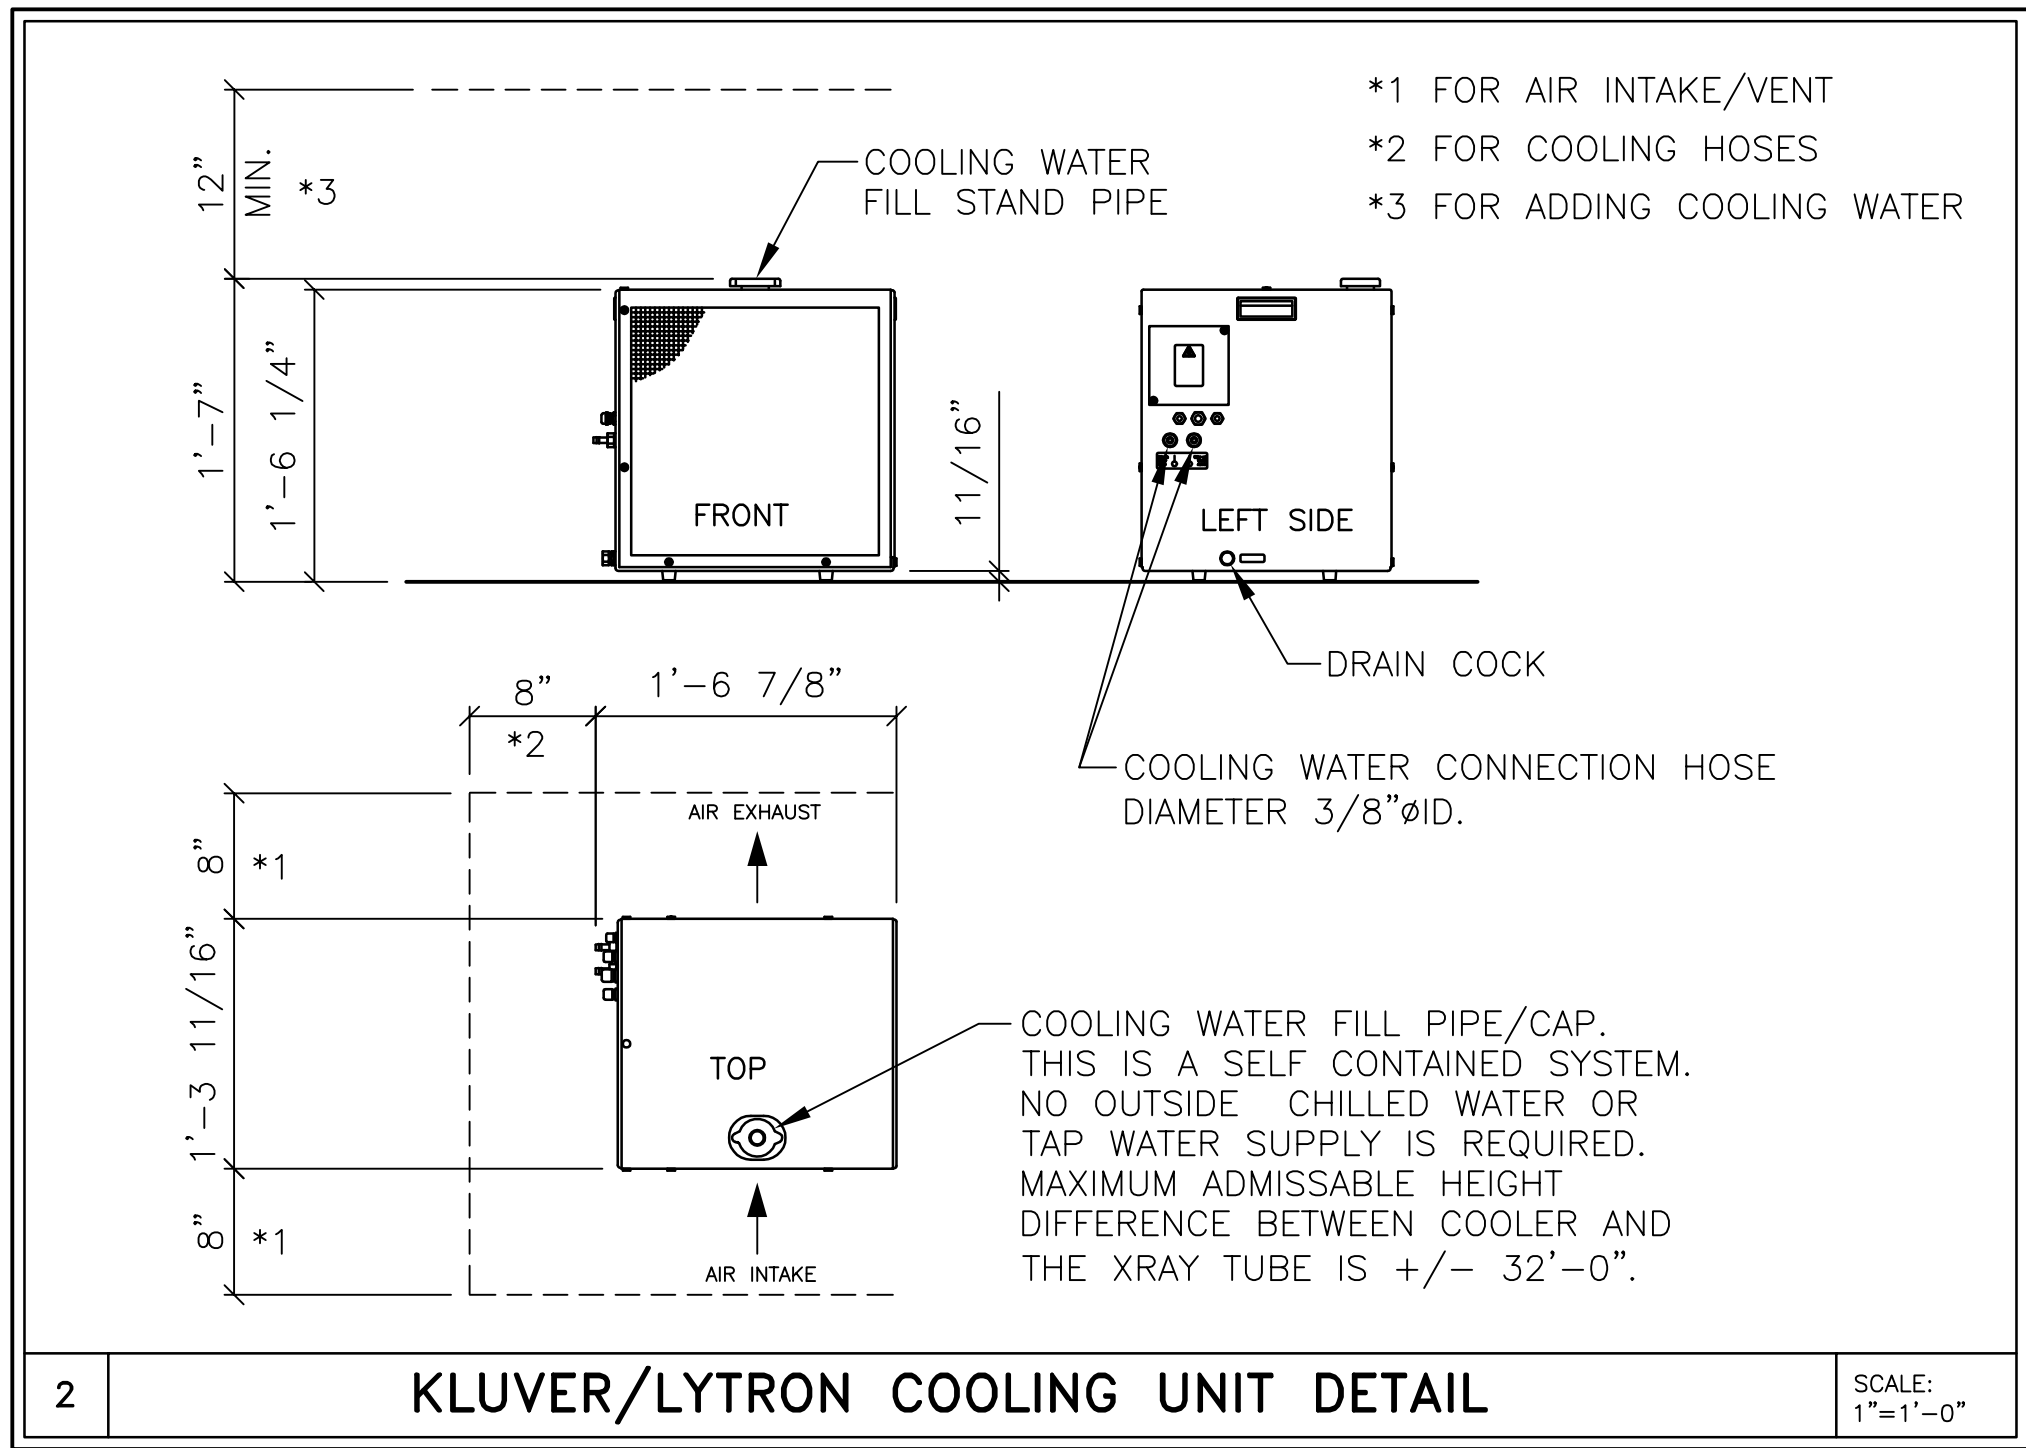 *1 FOR AIR INTAKE/VENT
*2 FOR COOLING HOSES
*3 FOR ADDING COOLING WATER
12"
MIN.
*3
COOLING WATER
FILL STAND PIPE
1'-7"
1'-6 1/4"
FRONT
11/16"
LEFT SIDE
DRAIN COCK
COOLING WATER CONNECTION HOSE
DIAMETER 3/8"øID.
8"
*2
1'-6 7/8"
8"
*1
AIR EXHAUST
1'-3 11/16"
TOP
8"
*1
AIR INTAKE
COOLING WATER FILL PIPE/CAP.
THIS IS A SELF CONTAINED SYSTEM.
NO OUTSIDE CHILLED WATER OR
TAP WATER SUPPLY IS REQUIRED.
MAXIMUM ADMISSABLE HEIGHT
DIFFERENCE BETWEEN COOLER AND
THE XRAY TUBE IS +/- 32'-0".
2
KLUVER/LYTRON COOLING UNIT DETAIL
SCALE:
1"=1'-0"